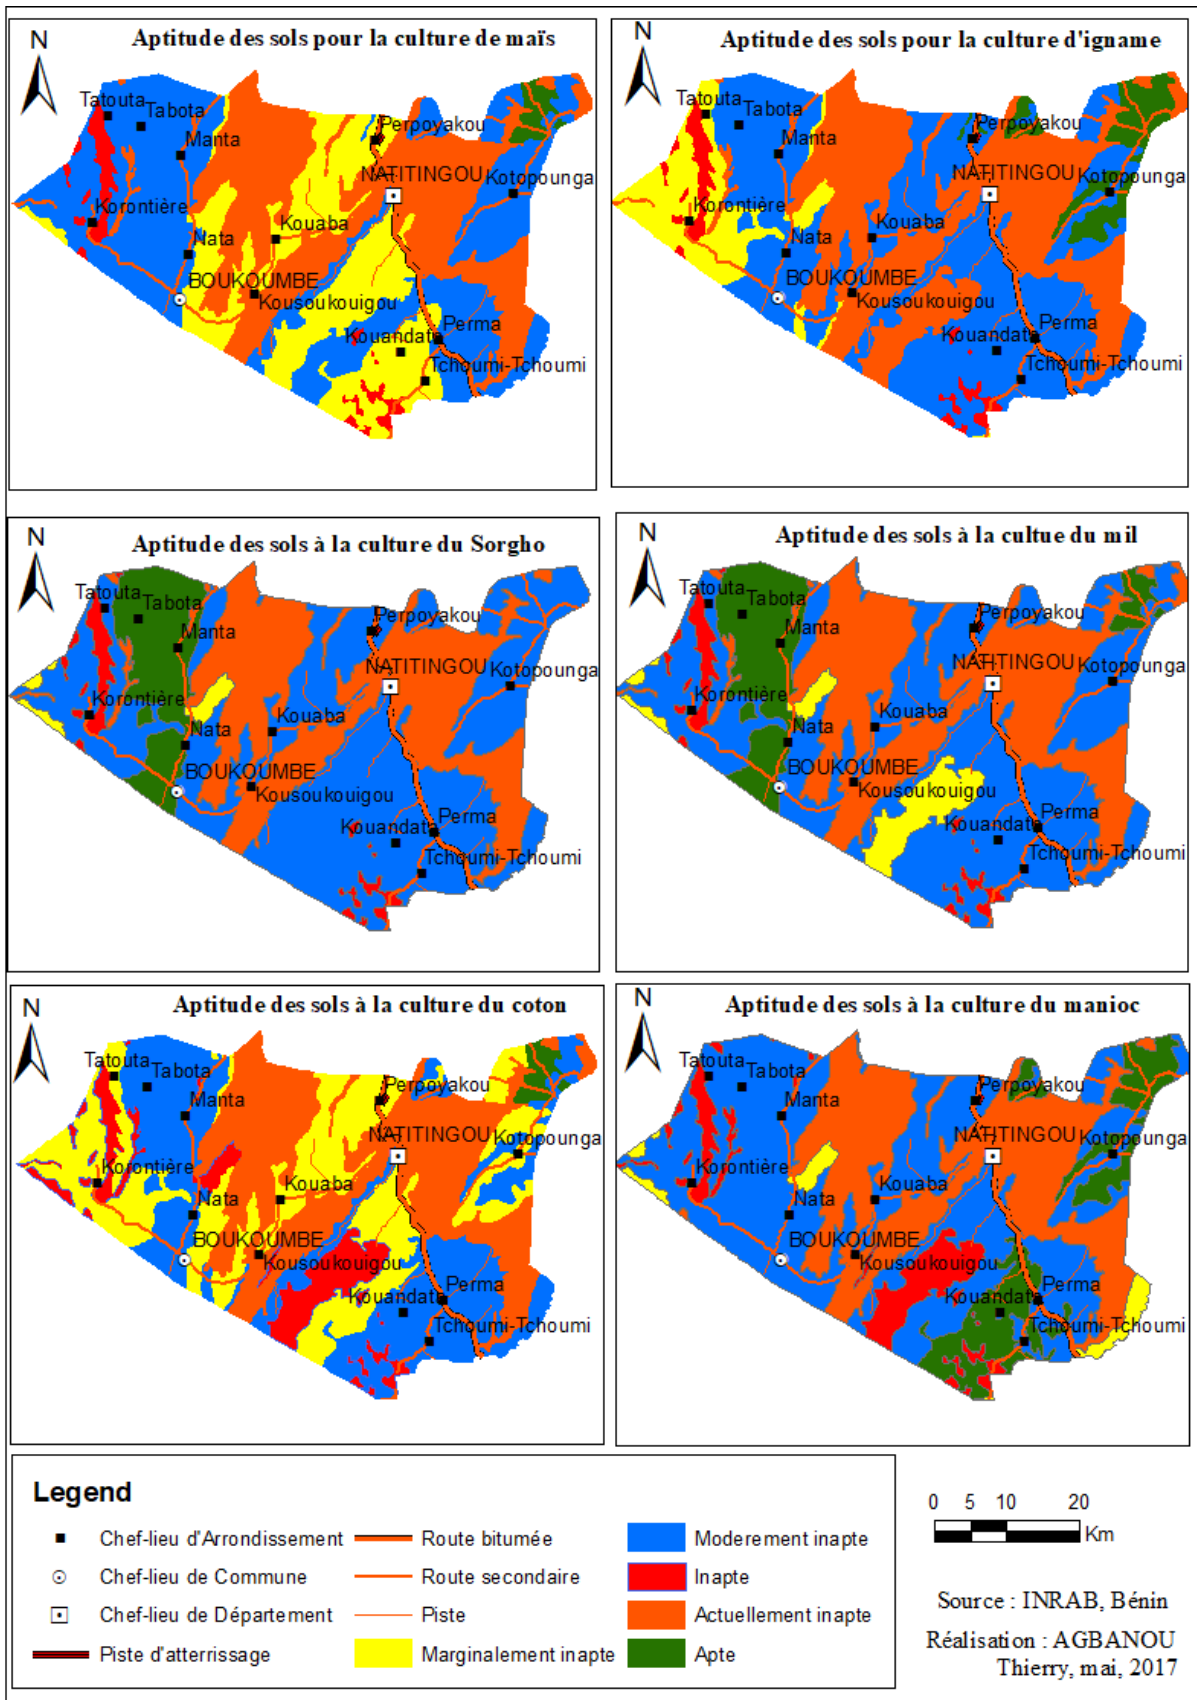 Aptitude des sols pour la culture de maïs
N
Tatouta
Tabota
Manta
Perpoyakou
NATITINGOU
Kotopounga
Korontière
Kouaba
Nata
BOUKOUMBE
Kousoukouigou
Kouandata
Perma
Tchoumi-Tchoumi
Aptitude des sols pour la culture d'igname
N
Tatouta
Tabota
Manta
Perpoyakou
NATITINGOU
Kotopounga
Korontière
Kouaba
Nata
BOUKOUMBE
Kousoukouigou
Kouandata
Perma
Tchoumi-Tchoumi
Aptitude des sols à la culture du Sorgho
N
Tatouta
Tabota
Manta
Perpoyakou
NATITINGOU
Kotopounga
Korontière
Kouaba
Nata
BOUKOUMBE
Kousoukouigou
Kouandata
Perma
Tchoumi-Tchoumi
Aptitude des sols à la cultue du mil
N
Tatouta
Tabota
Manta
Perpoyakou
NATITINGOU
Kotopounga
Korontière
Kouaba
Nata
BOUKOUMBE
Kousoukouigou
Kouandata
Perma
Tchoumi-Tchoumi
Aptitude des sols à la culture du coton
N
Tatouta
Tabota
Manta
Perpoyakou
NATITINGOU
Kotopounga
Korontière
Kouaba
Nata
BOUKOUMBE
Kousoukouigou
Kouandata
Perma
Tchoumi-Tchoumi
Aptitude des sols à la culture du manioc
N
Tatouta
Tabota
Manta
Perpoyakou
NATITINGOU
Kotopounga
Korontière
Kouaba
Nata
BOUKOUMBE
Kousoukouigou
Kouandata
Perma
Tchoumi-Tchoumi
Legend
Chef-lieu d'Arrondissement
Chef-lieu de Commune
Chef-lieu de Département
Piste d'atterrissage
Route bitumée
Route secondaire
Piste
Marginalement inapte
Moderement inapte
Inapte
Actuellement inapte
Apte
0 5 10 20
Km
Source : INRAB, Bénin
Réalisation : AGBANOU
Thierry, mai, 2017